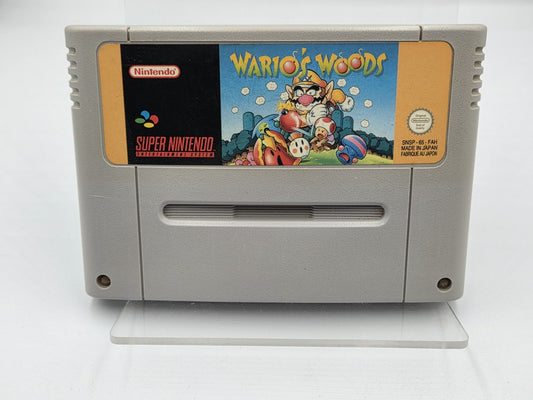 Nintendo
SUPER NINTENDO
ENTERTAINMENT SYSTEM
WARIO'S WOODS
SNSP - 65 - FAH
MADE IN JAPAN
FABRIQUE AU JAPON